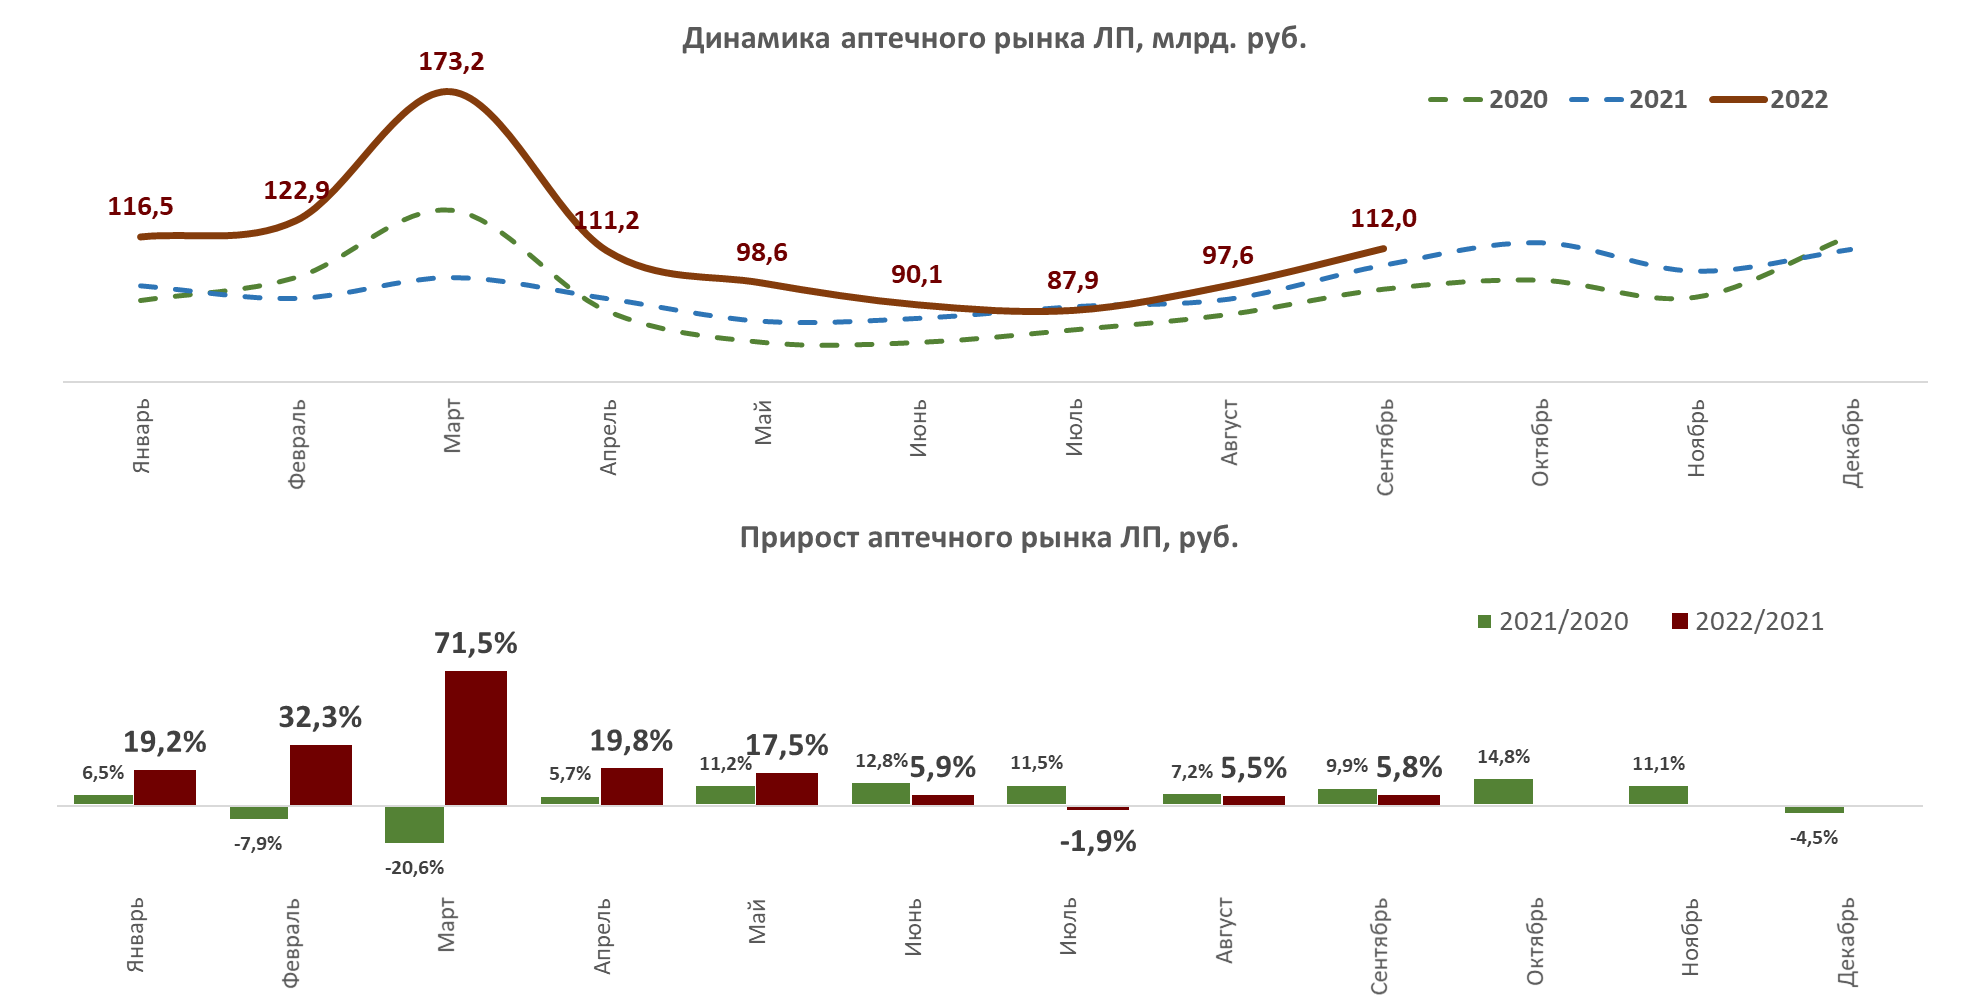 Динамика аптечного рынка ЛП, млрд. руб.
2020 2021 2022
116,5 122,9 173,2 111,2 98,6 90,1 87,9 97,6 112,0
Январь Февраль Март Апрель Май Июнь Июль Август Сентябрь Октябрь Ноябрь Декабрь
Прирост аптечного рынка ЛП, руб.
2021/2020 2022/2021
6,5% 19,2% -7,9% 32,3% -20,6% 71,5% 5,7% 19,8% 11,2% 17,5% 12,8% 5,9% 11,5% -1,9% 7,2% 5,5% 9,9% 5,8% 14,8% 11,1% -4,5%
Январь Февраль Март Апрель Май Июнь Июль Август Сентябрь Октябрь Ноябрь Декабрь